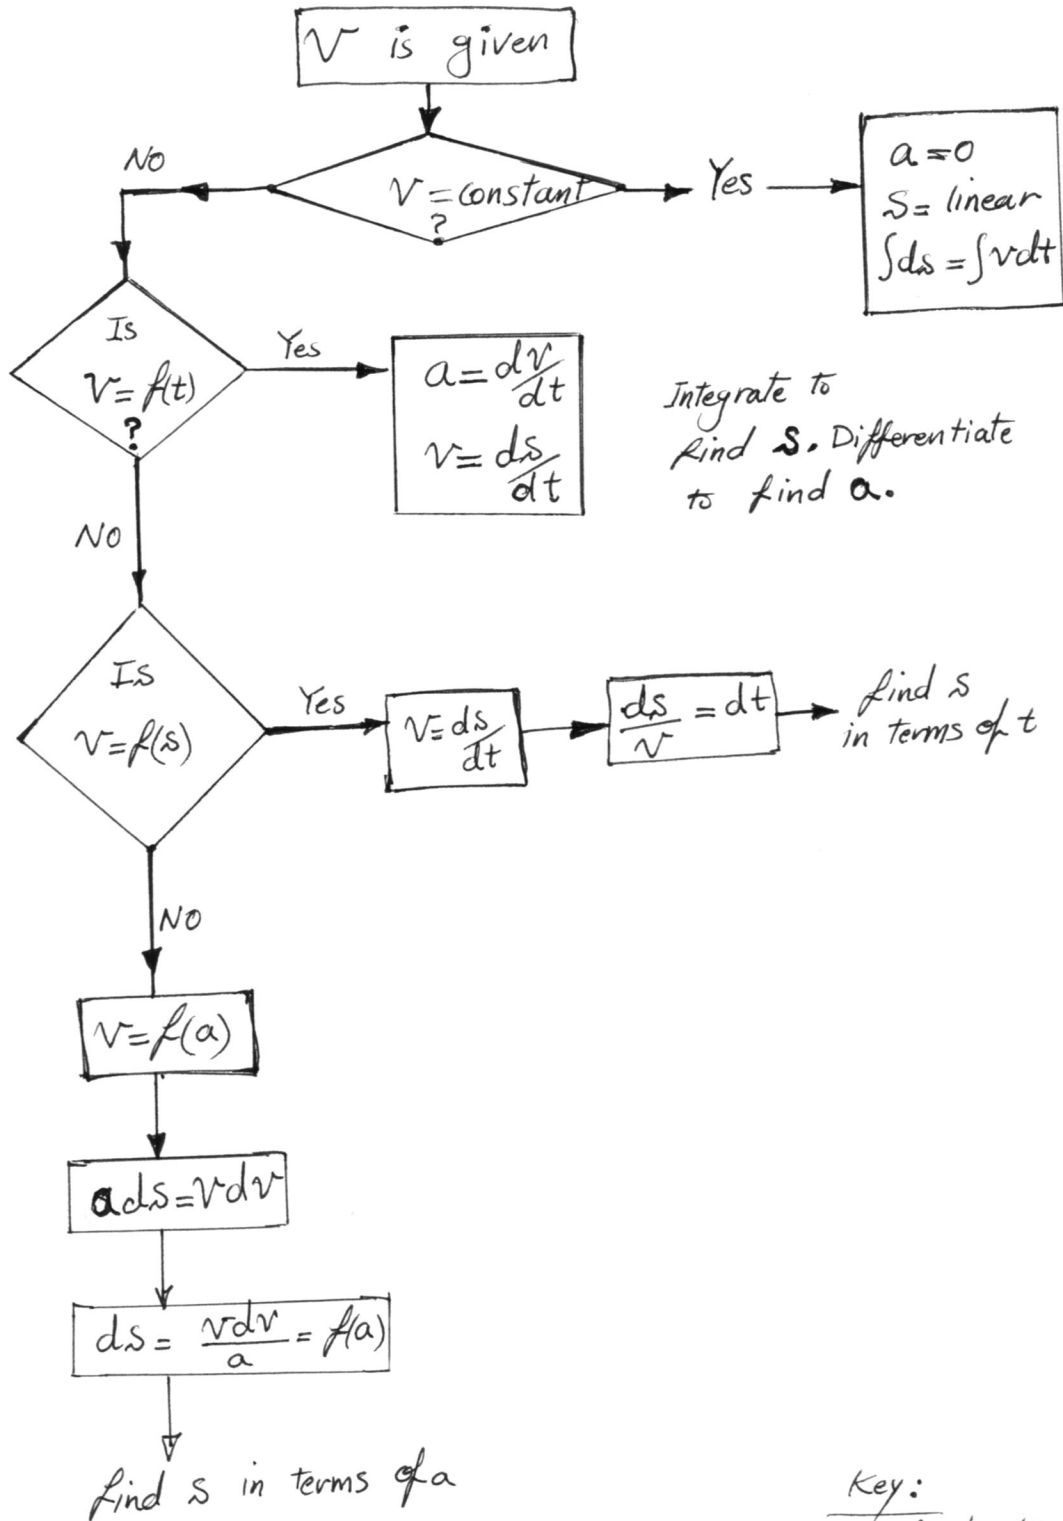 V is given
V = constant
?
NO
Yes
a = 0
S = linear
∫ds = ∫vdt
Is
V = f(t)
?
Yes
a = dv/dt
v = ds/dt
Integrate to
find S. Differentiate
to find a.
NO
Is
v = f(s)
Yes
v = ds/dt
ds/v = dt
find s
in terms of t
NO
v = f(a)
ads = vdv
ds = vdv/a = f(a)
find s in terms of a
Key: